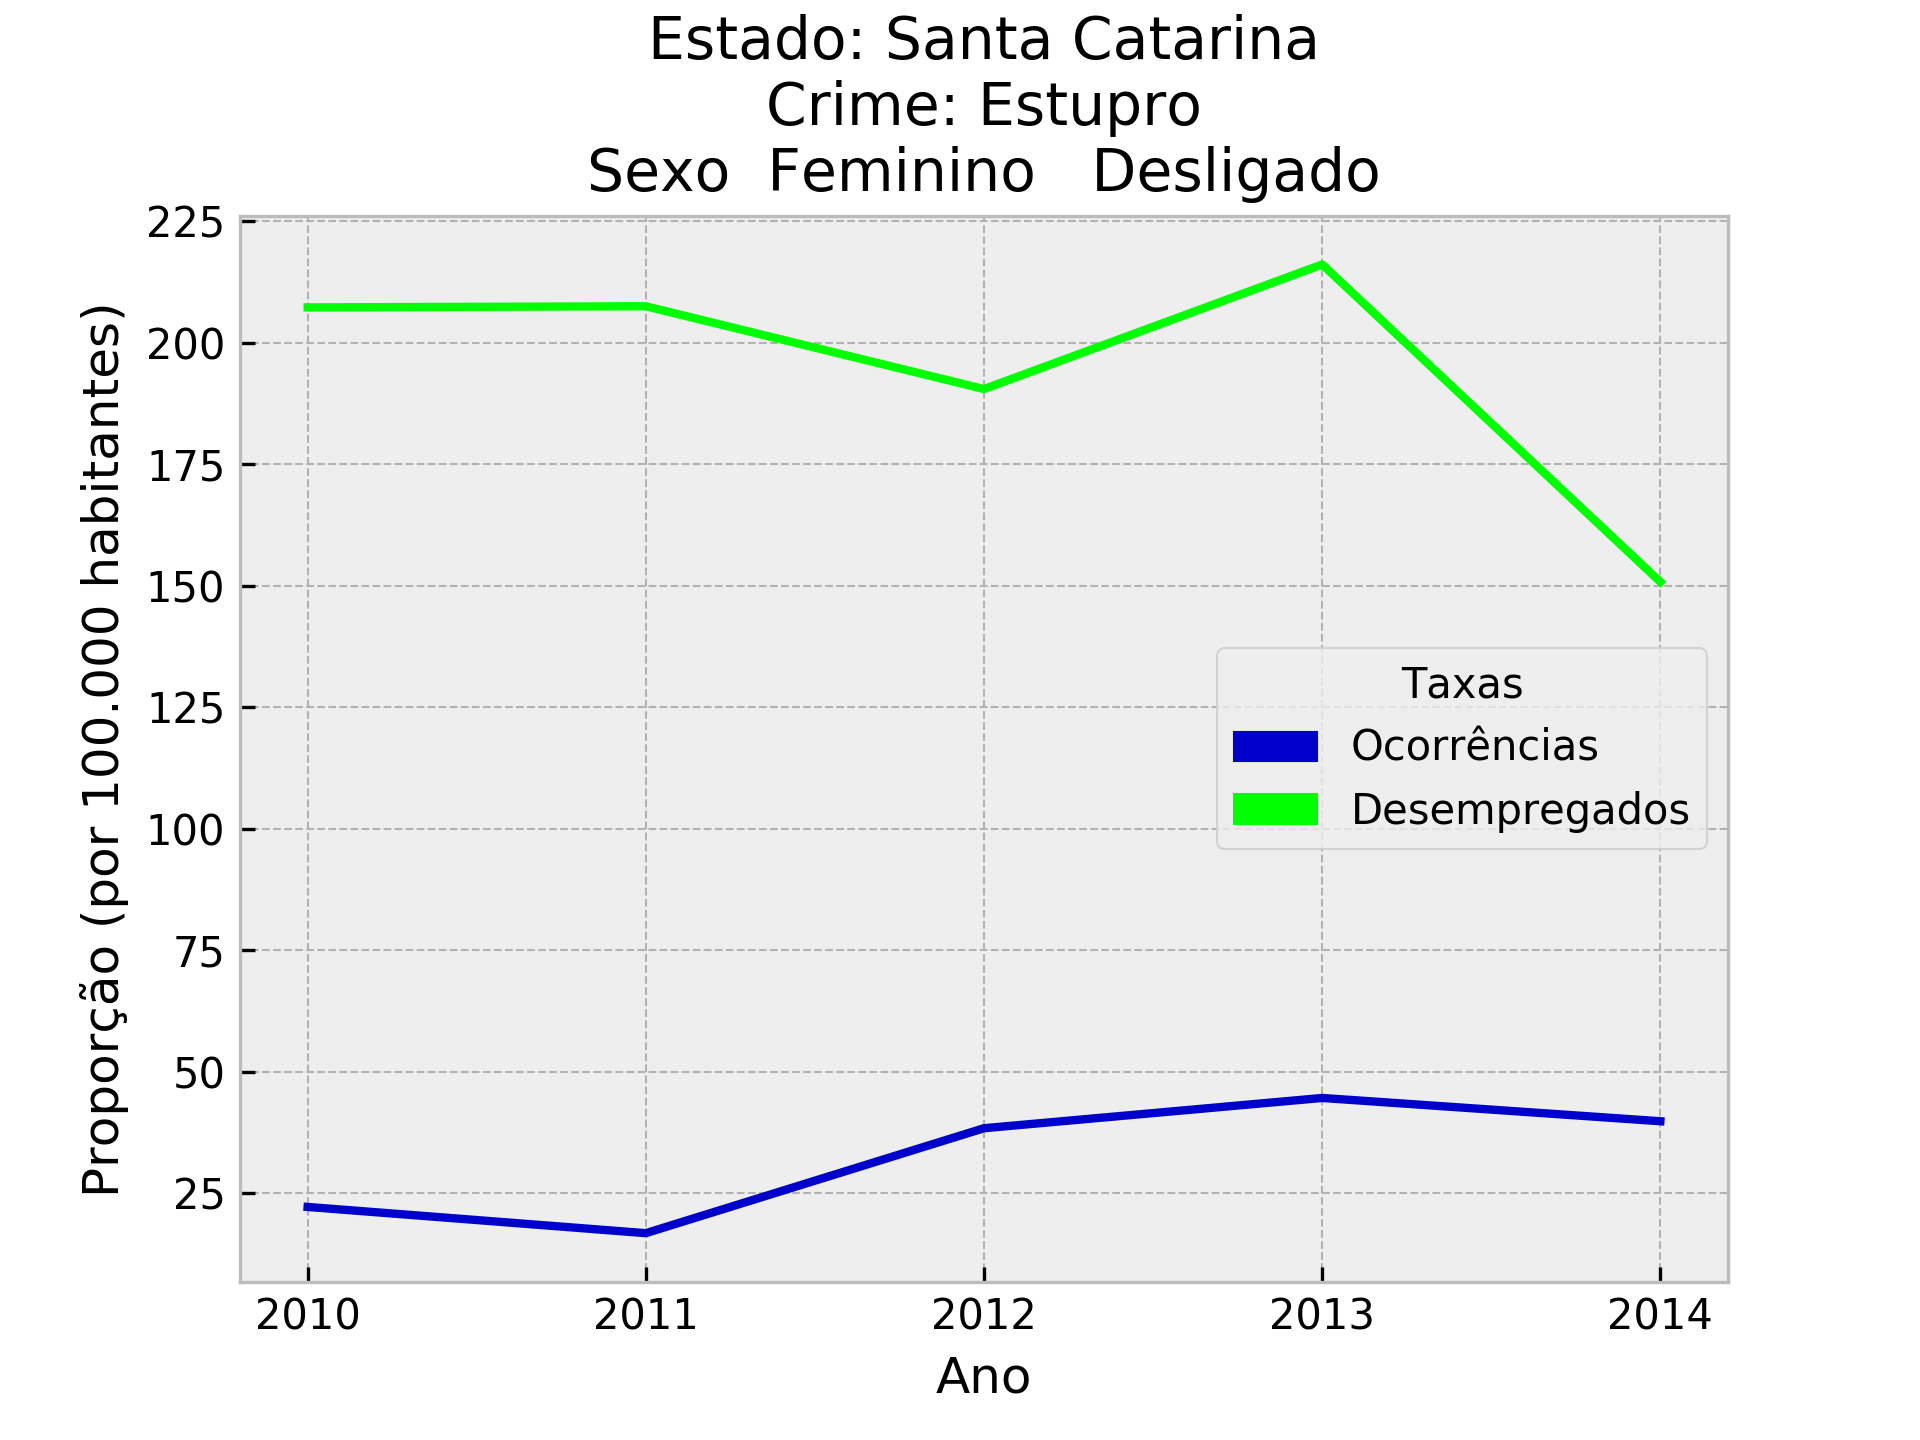 Estado: Santa Catarina
Crime: Estupro
Sexo  Feminino   Desligado
225
200
175
150
125
100
75
50
25
Proporção (por 100.000 habitantes)
Taxas
Ocorrências
Desempregados
2010 2011 2012 2013 2014
Ano